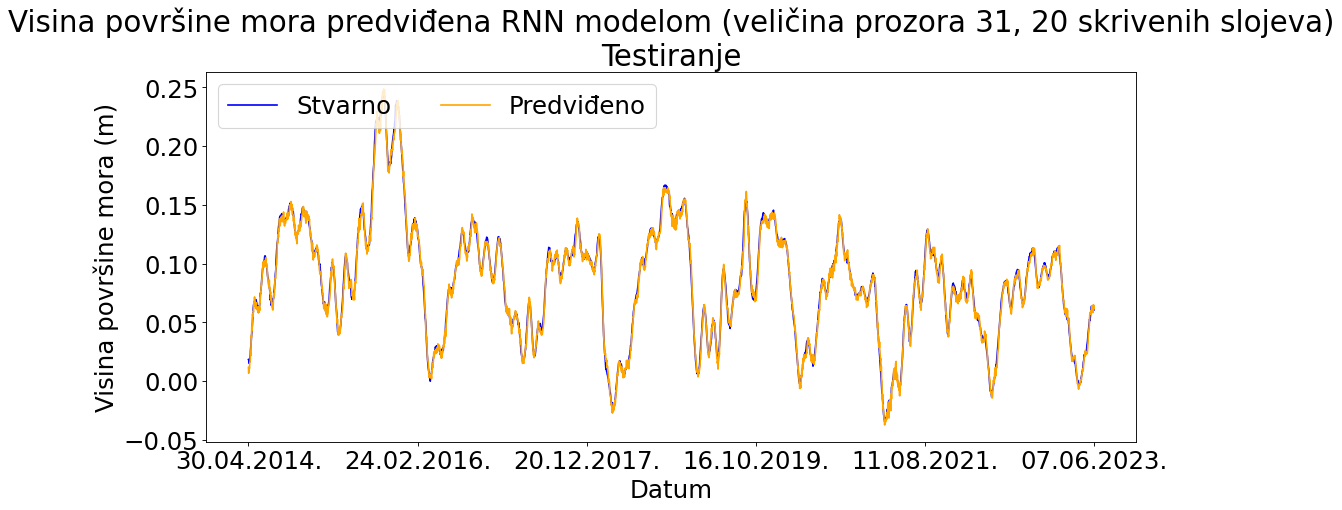 Visina površine mora predviđena RNN modelom (veličina prozora 31, 20 skrivenih slojeva)
Testiranje
Stvarno Predviđeno
Visina površine mora (m)
0.25
0.20
0.15
0.10
0.05
0.00
−0.05
30.04.2014. 24.02.2016. 20.12.2017. 16.10.2019. 11.08.2021. 07.06.2023.
Datum